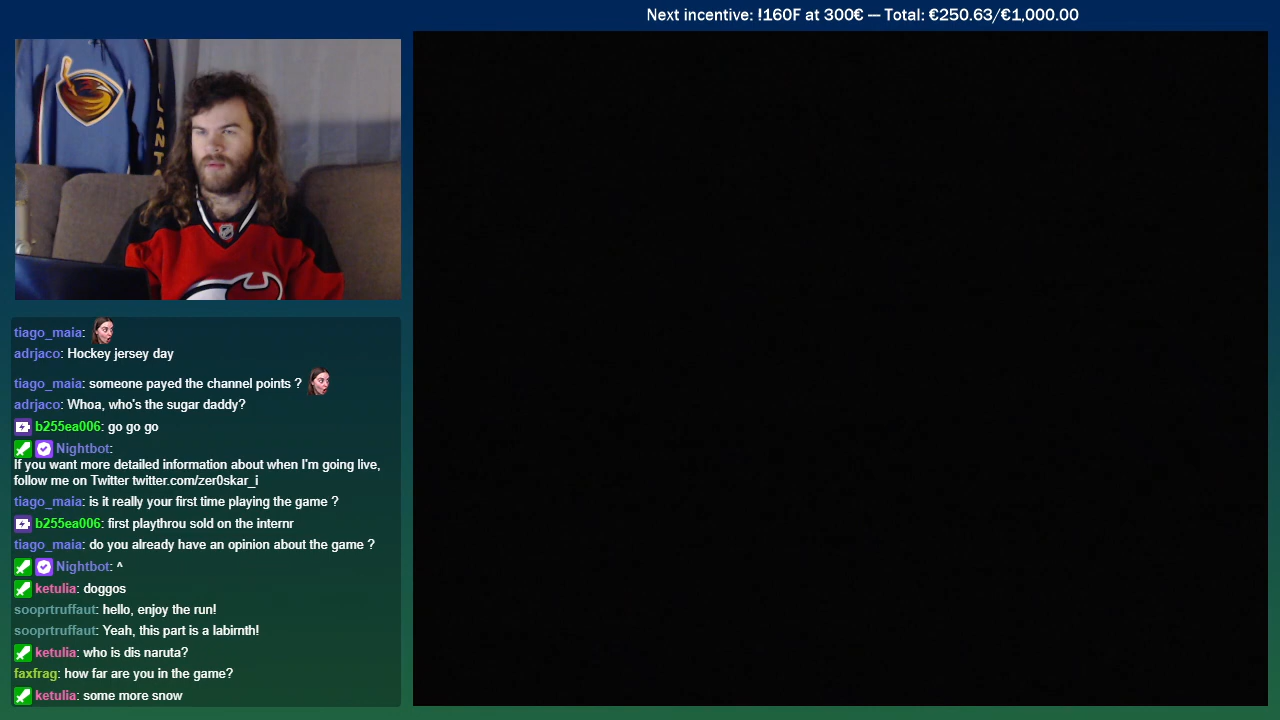 Next incentive: !160F at 300€ — Total: €250.63/€1,000.00
LANTA
tiago_maia:
adrjaco: Hockey jersey day
tiago_maia: someone payed the channel points ?
adrjaco: Whoa, who's the sugar daddy?
b255ea006: go go go
Nightbot:
If you want more detailed information about when I'm going live,
follow me on Twitter twitter.com/zer0skar_i
tiago_maia: is it really your first time playing the game ?
b255ea006: first playthrou sold on the internr
tiago_maia: do you already have an opinion about the game ?
Nightbot: ^
ketulia: doggos
sooprtruffaut: hello, enjoy the run!
sooprtruffaut: Yeah, this part is a labirnth!
ketulia: who is dis naruta?
faxfrag: how far are you in the game?
ketulia: some more snow